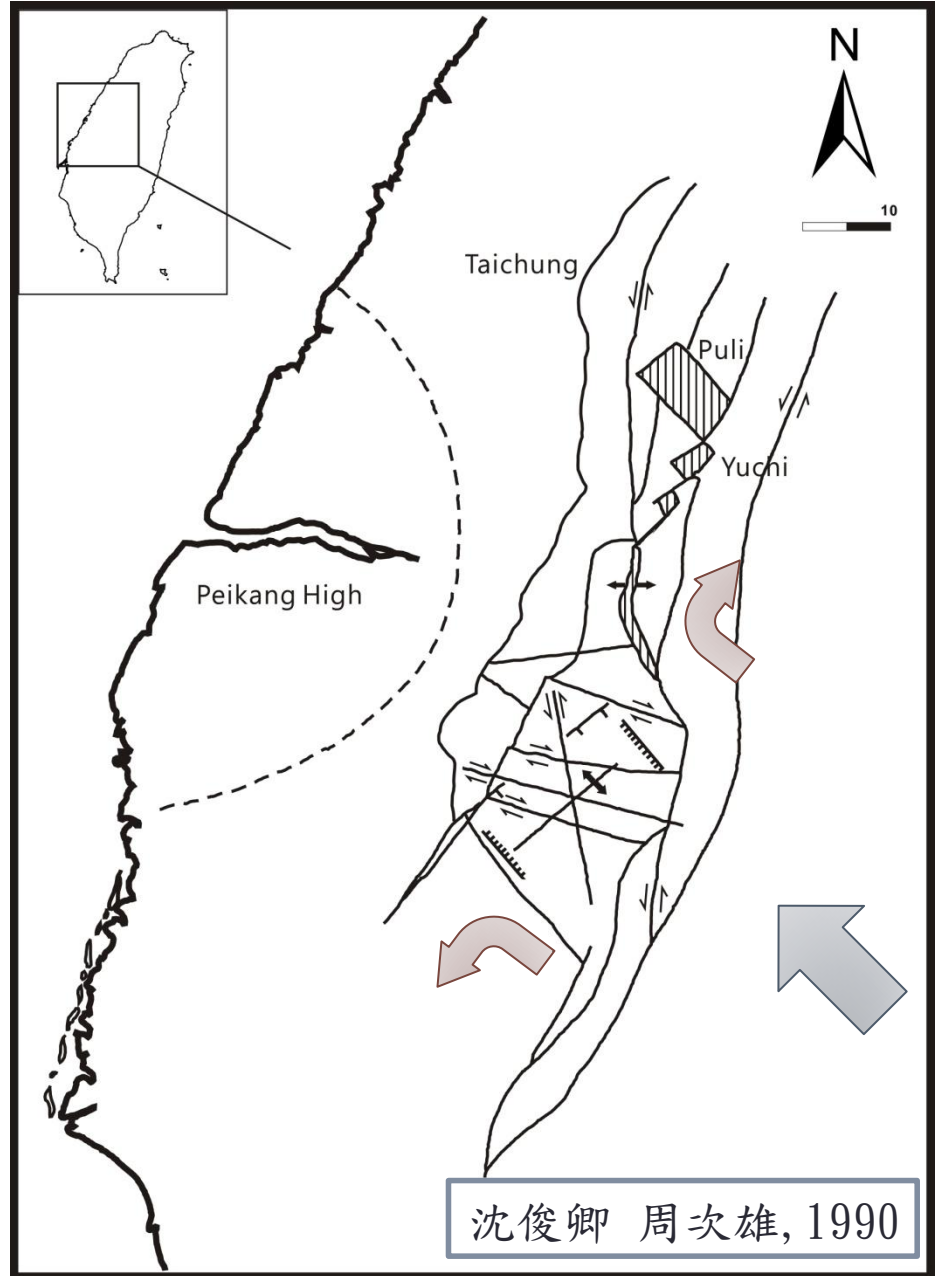 N
10
Taichung
Puli
Yuchi
Peikang High
沈俊卿 周次雄, 1990